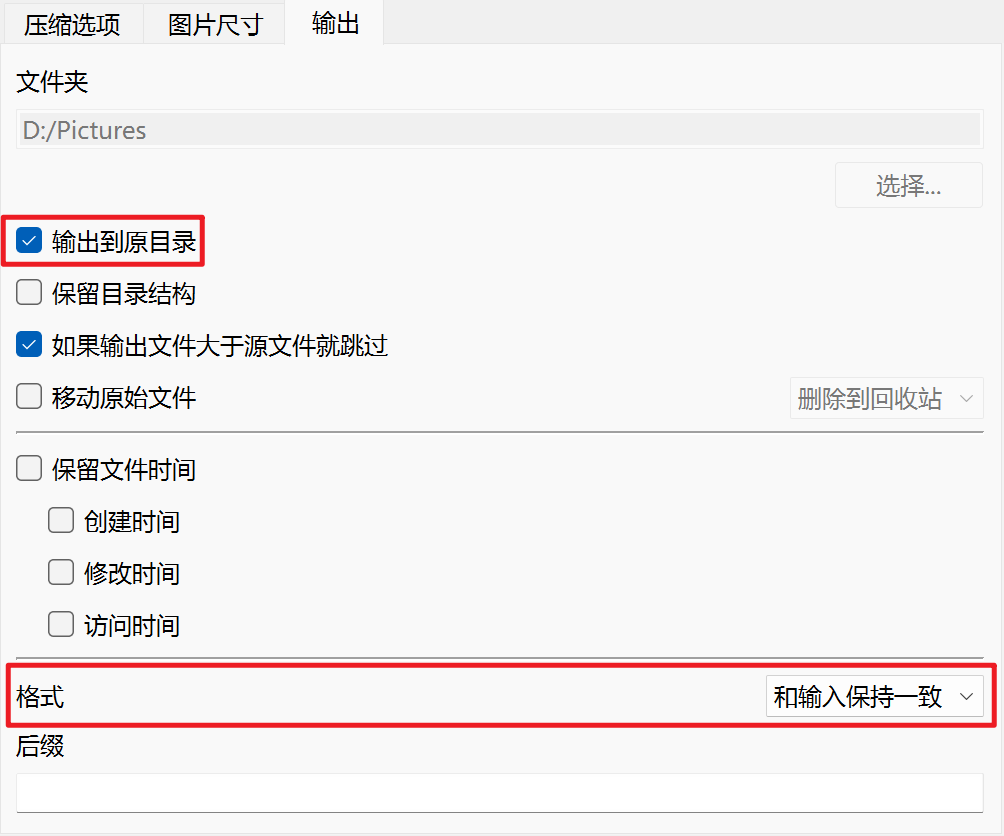 压缩选项 图片尺寸 输出
文件夹
D:/Pictures
选择...
输出到原目录
保留目录结构
如果输出文件大于源文件就跳过
移动原始文件 删除到回收站
保留文件时间
创建时间
修改时间
访问时间
格式 和输入保持一致
后缀